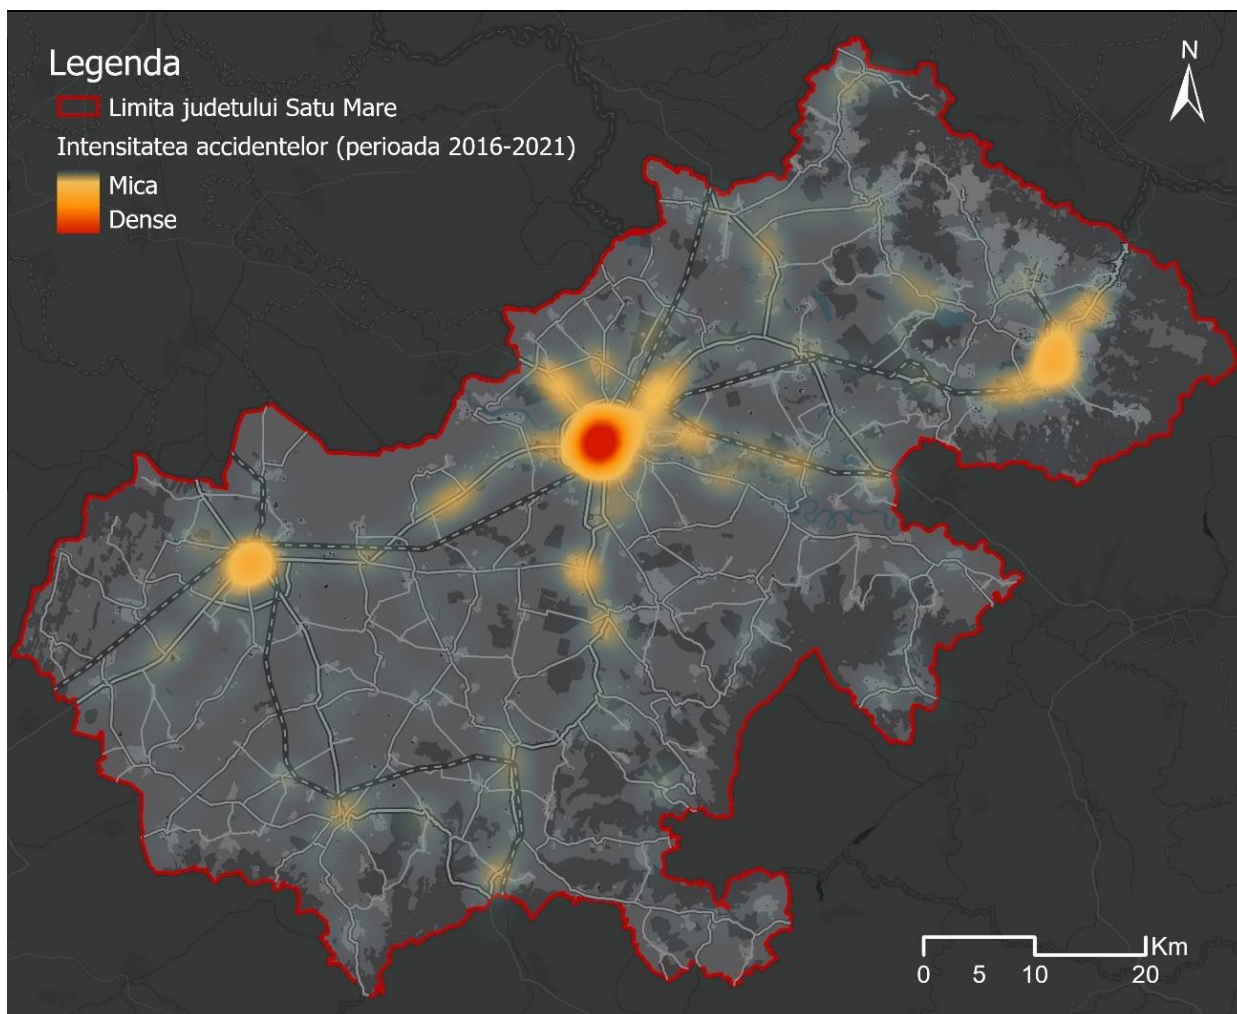 Legenda
Limita judetului Satu Mare
Intensitatea accidentelor (perioada 2016-2021)
Mica
Dense
N
Km
0 5 10 20